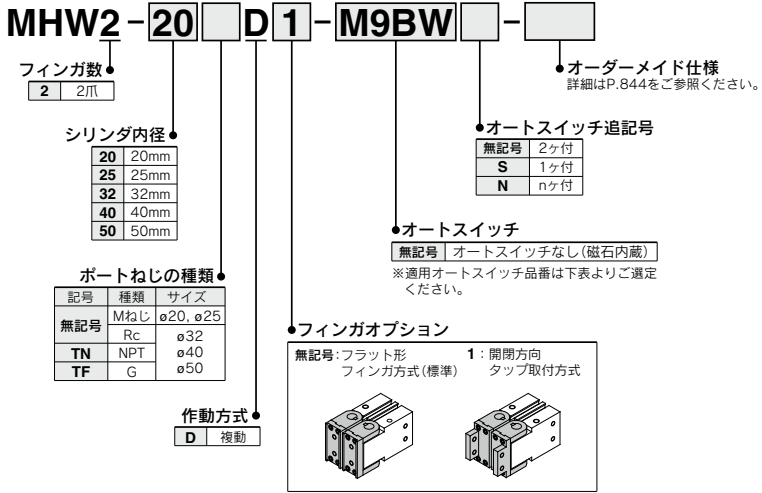 MHW2-20 D1-M9BW -
フィンガ数
2 2爪
シリンダ内径
20 20mm
25 25mm
32 32mm
40 40mm
50 50mm
ポートねじの種類
記号 種類 サイズ
無記号 Mねじ ø20, ø25
Rc ø32
TN NPT ø40
TF G ø50
作動方式
D 複動
オーダーメイド仕様
詳細はP.844をご参照ください。
オートスイッチ追記号
無記号 2ヶ付
S 1ヶ付
N nヶ付
オートスイッチ
無記号 オートスイッチなし(磁石内蔵)
※適用オートスイッチ品番は下表よりご選定
ください。
フィンガオプション
無記号:フラット形
フィンガ方式(標準)
1:開閉方向
タップ取付方式